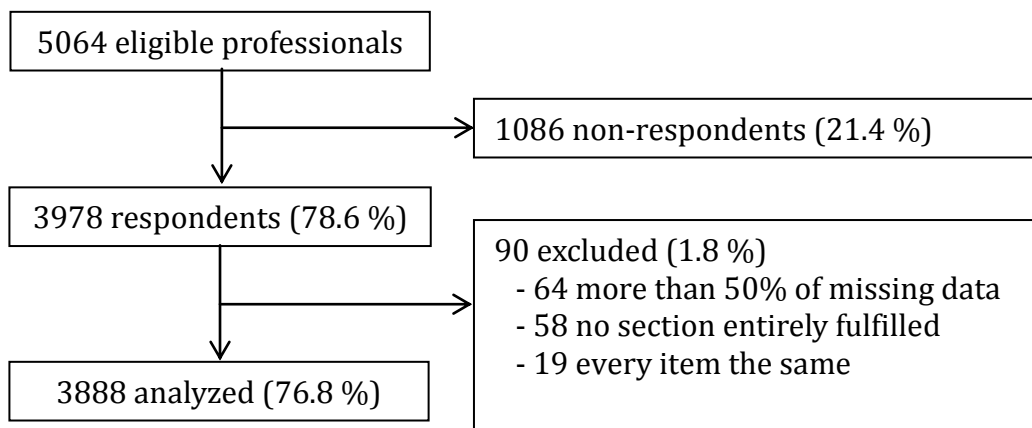 5064 eligible professionals
1086 non-respondents (21.4 %)
3978 respondents (78.6 %)
90 excluded (1.8 %)
- 64 more than 50% of missing data
- 58 no section entirely fulfilled
- 19 every item the same
3888 analyzed (76.8 %)